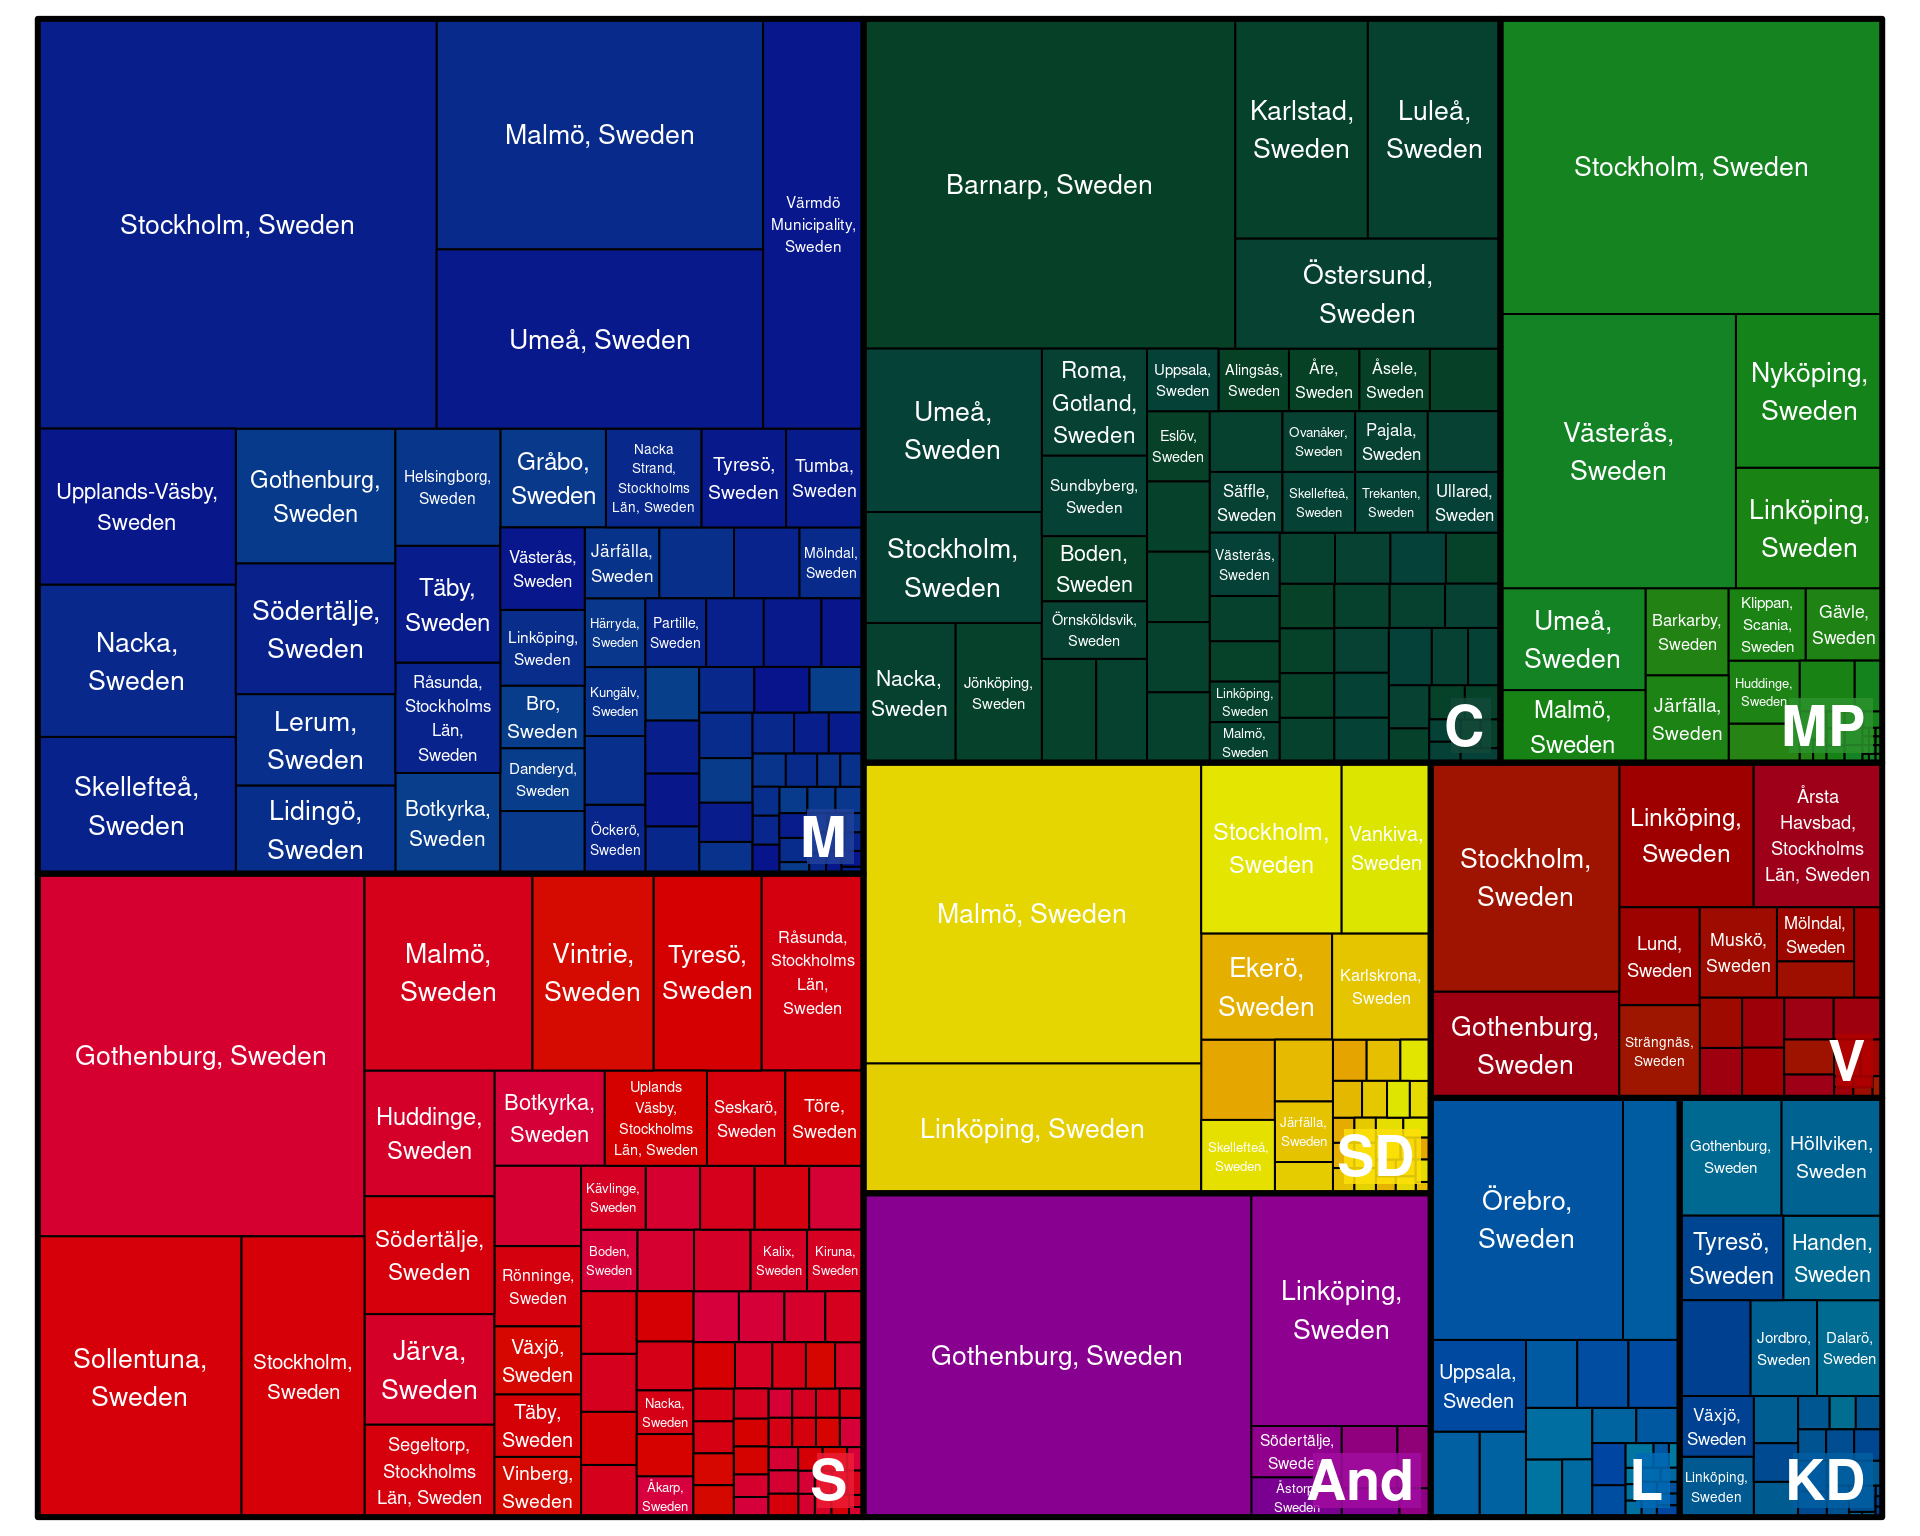 Stockholm, Sweden
Malmö, Sweden
Umeå, Sweden
Värmdö
Municipality,
Sweden
Upplands-Väsby,
Sweden
Nacka,
Sweden
Skellefteå,
Sweden
Gothenburg,
Sweden
Södertälje,
Sweden
Lerum,
Sweden
Lidingö,
Sweden
Helsingborg,
Sweden
Täby,
Sweden
Råsunda,
Stockholms
Län,
Sweden
Botkyrka,
Sweden
Gråbo,
Sweden
Nacka
Strand,
Stockholms
Län, Sweden
Tyresö,
Sweden
Tumba,
Sweden
Västerås,
Sweden
Linköping,
Sweden
Bro,
Sweden
Danderyd,
Sweden
Järfälla,
Sweden
Mölndal,
Sweden
Härryda,
Sweden
Partille,
Sweden
Kungälv,
Sweden
Öckerö,
Sweden
M
Barnarp, Sweden
Karlstad,
Sweden
Luleå,
Sweden
Östersund,
Sweden
Umeå,
Sweden
Stockholm,
Sweden
Nacka,
Sweden
Jönköping,
Sweden
Roma,
Gotland,
Sweden
Sundbyberg,
Sweden
Boden,
Sweden
Örnsköldsvik,
Sweden
Uppsala,
Sweden
Alingsås,
Sweden
Åre,
Sweden
Åsele,
Sweden
Eslöv,
Sweden
Ovanåker,
Sweden
Pajala,
Sweden
Säffle,
Sweden
Skellefteå,
Sweden
Trekanten,
Sweden
Ullared,
Sweden
Västerås,
Sweden
Linköping,
Sweden
Malmö,
Sweden
C
Stockholm, Sweden
Västerås,
Sweden
Nyköping,
Sweden
Linköping,
Sweden
Umeå,
Sweden
Malmö,
Sweden
Barkarby,
Sweden
Järfälla,
Sweden
Klippan,
Scania,
Sweden
Gävle,
Sweden
Huddinge,
Sweden
MP
Gothenburg, Sweden
Sollentuna,
Sweden
Stockholm,
Sweden
Malmö,
Sweden
Vintrie,
Sweden
Tyresö,
Sweden
Råsunda,
Stockholms
Län,
Sweden
Huddinge,
Sweden
Södertälje,
Sweden
Järva,
Sweden
Segeltorp,
Stockholms
Län, Sweden
Botkyrka,
Sweden
Uplands
Väsby,
Stockholms
Län, Sweden
Seskarö,
Sweden
Töre,
Sweden
Rönninge,
Sweden
Växjö,
Sweden
Täby,
Sweden
Vinberg,
Sweden
Kävlinge,
Sweden
Boden,
Sweden
Kalix,
Sweden
Kiruna,
Sweden
Nacka,
Sweden
Åkarp,
Sweden
S
Malmö, Sweden
Linköping, Sweden
Stockholm,
Sweden
Vankiva,
Sweden
Ekerö,
Sweden
Karlskrona,
Sweden
Skellefteå,
Sweden
Järfälla,
Sweden
SD
Gothenburg, Sweden
Linköping,
Sweden
Södertälje,
Sweden
Åstorp,
Sweden
And
Stockholm,
Sweden
Gothenburg,
Sweden
Linköping,
Sweden
Årsta
Havsbad,
Stockholms
Län, Sweden
Lund,
Sweden
Muskö,
Sweden
Mölndal,
Sweden
Strängnäs,
Sweden
V
Örebro,
Sweden
Uppsala,
Sweden
L
Gothenburg,
Sweden
Höllviken,
Sweden
Tyresö,
Sweden
Handen,
Sweden
Jordbro,
Sweden
Dalarö,
Sweden
Växjö,
Sweden
Linköping,
Sweden
KD